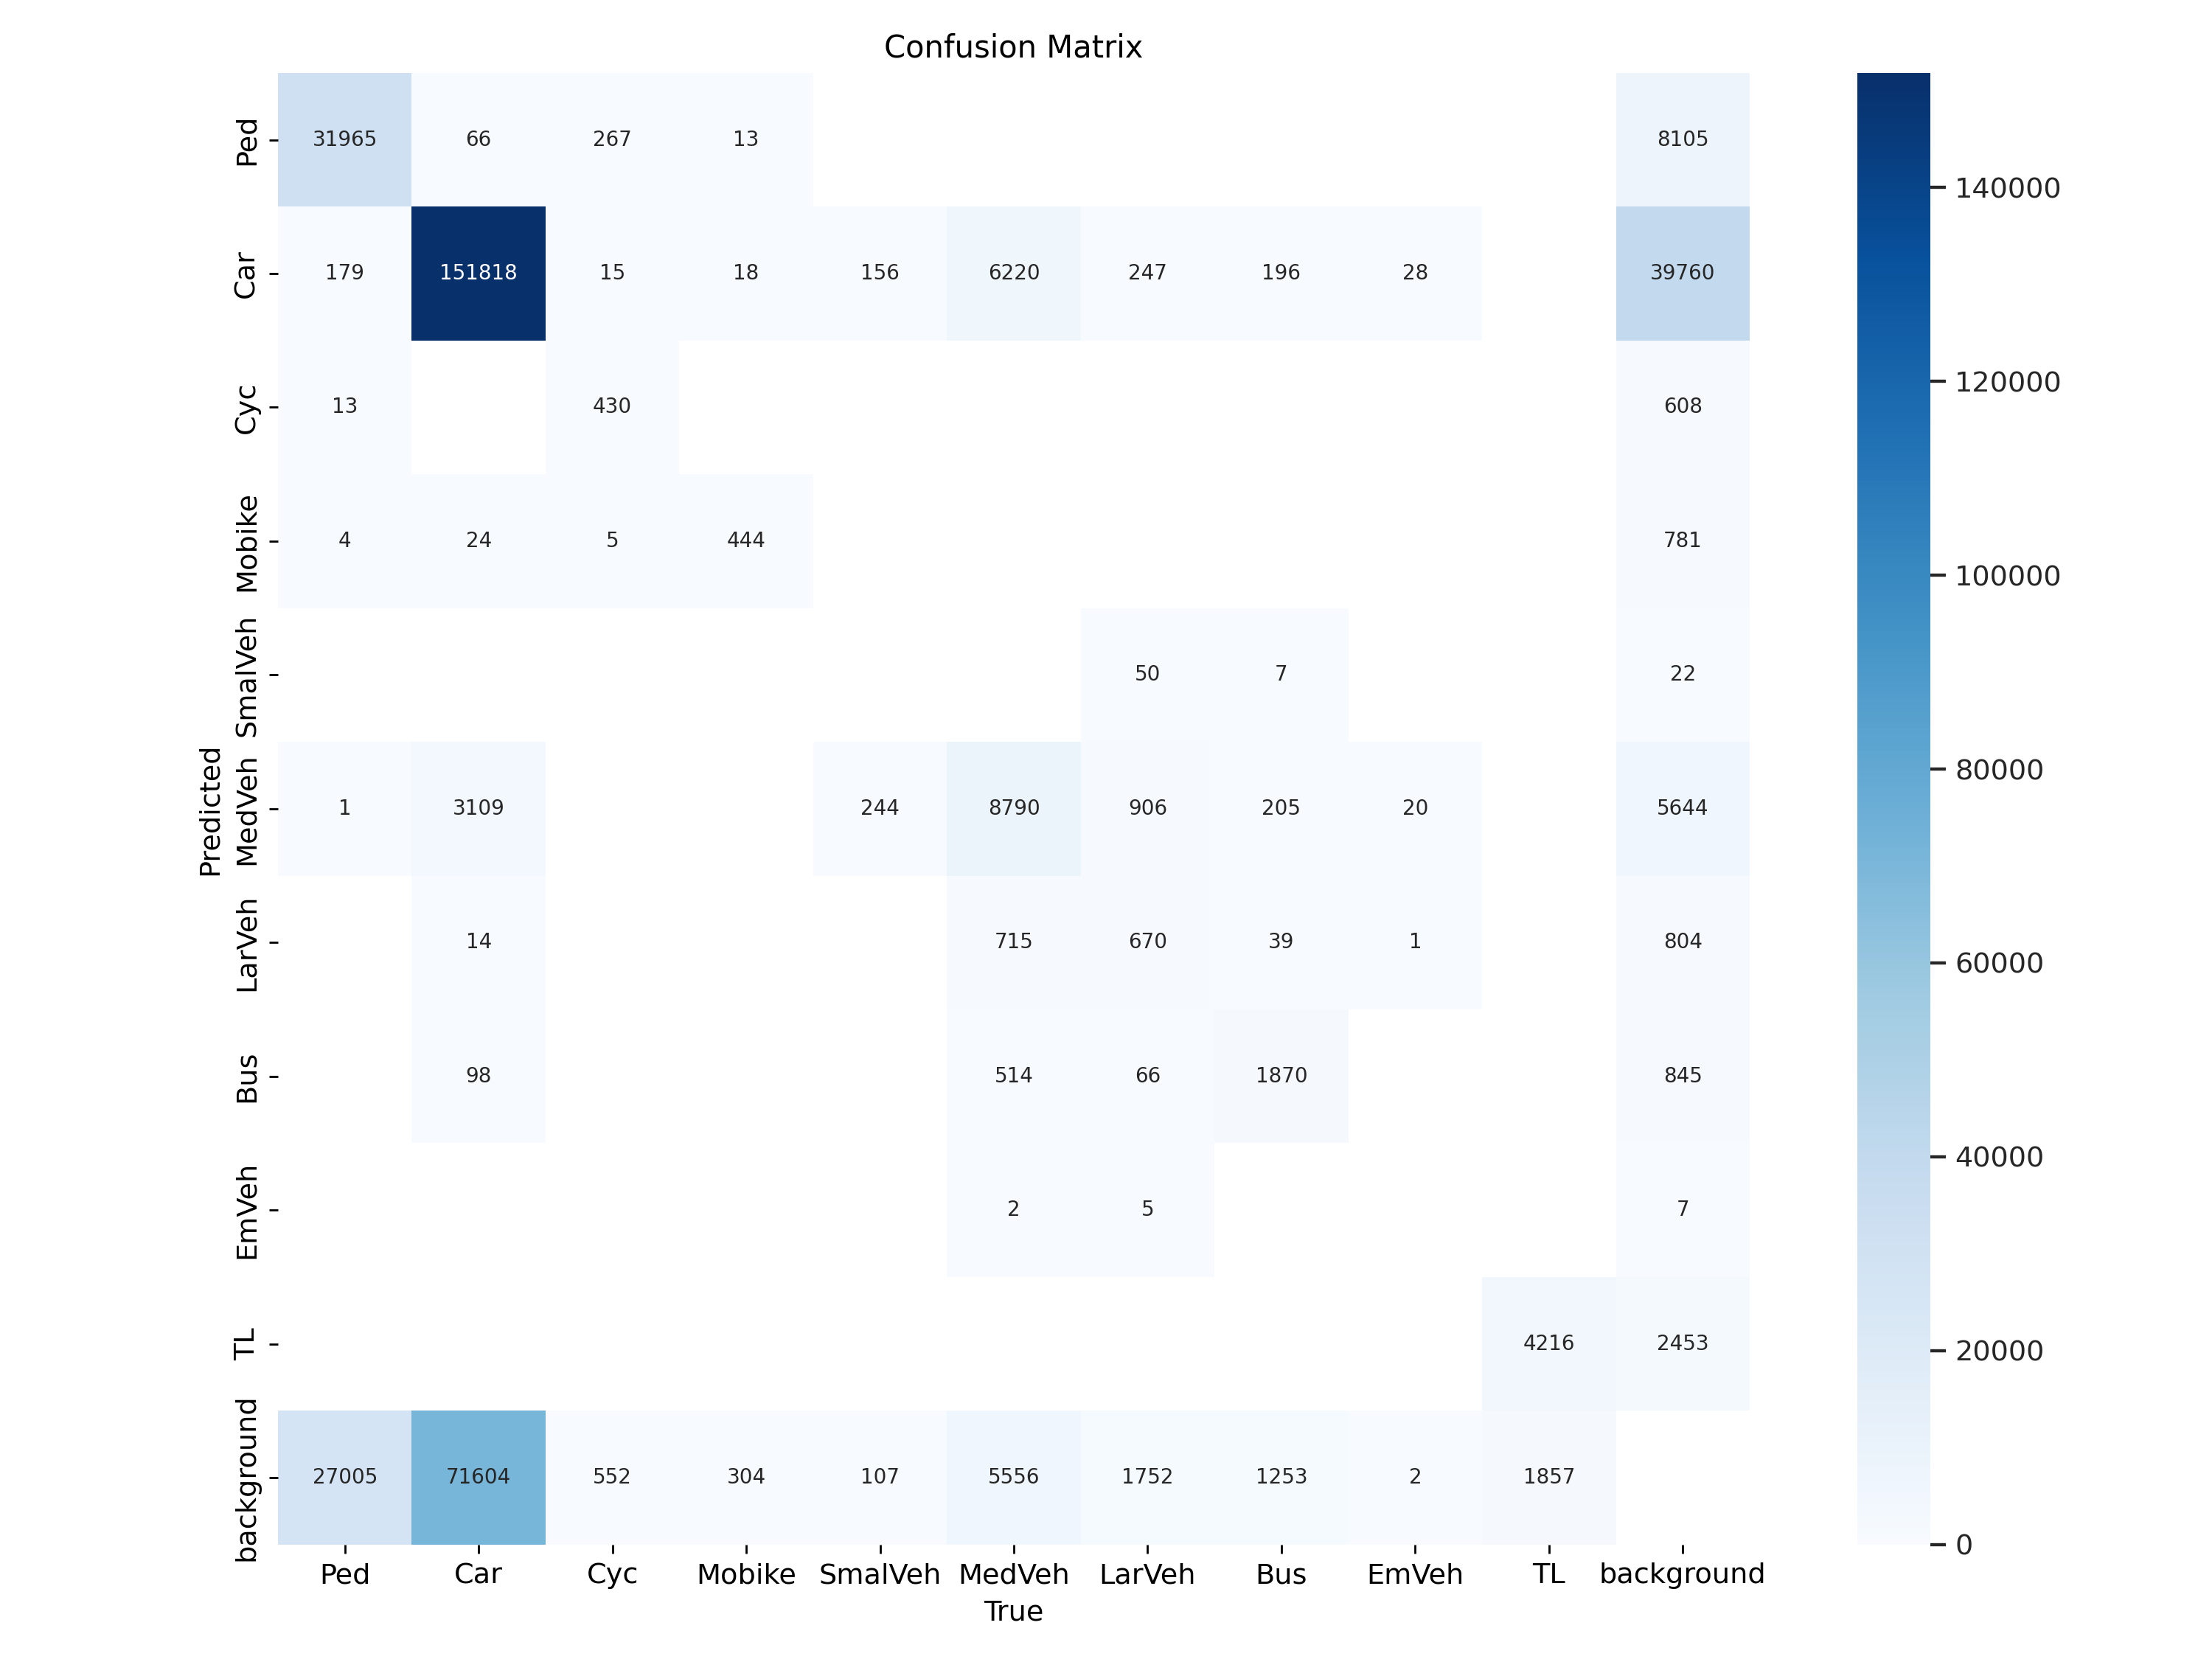 Confusion Matrix
Ped 31965 66 267 13 8105
Car 179 151818 15 18 156 6220 247 196 28 39760
Cyc 13 430 608
Mobike 4 24 5 444 781
SmalVeh 50 7 22
MedVeh 1 3109 244 8790 906 205 20 5644
LarVeh 14 715 670 39 1 804
Bus 98 514 66 1870 845
EmVeh 2 5 7
TL 4216 2453
background 27005 71604 552 304 107 5556 1752 1253 2 1857
Ped Car Cyc Mobike SmalVeh MedVeh LarVeh Bus EmVeh TL background
True
Predicted
140000
120000
100000
80000
60000
40000
20000
0